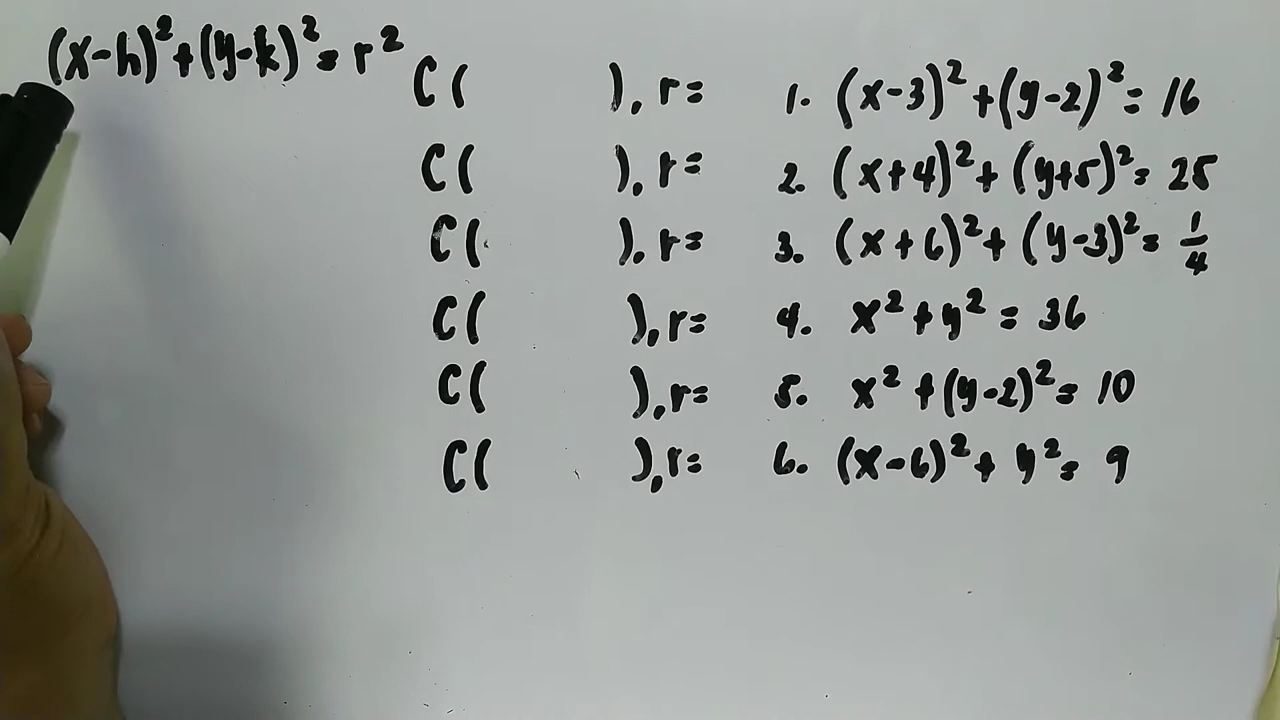 (x-h)²+(y-k)²=r²
C( ), r= 1. (x-3)²+(y-2)²=16
C( ), r= 2. (x+4)²+(y+5)²=25
C( ), r= 3. (x+6)²+(y-3)²=1/4
C( ), r= 4. x²+y²=36
C( ), r= 5. x²+(y-2)²=10
C( ), r= 6. (x-6)²+y²=9